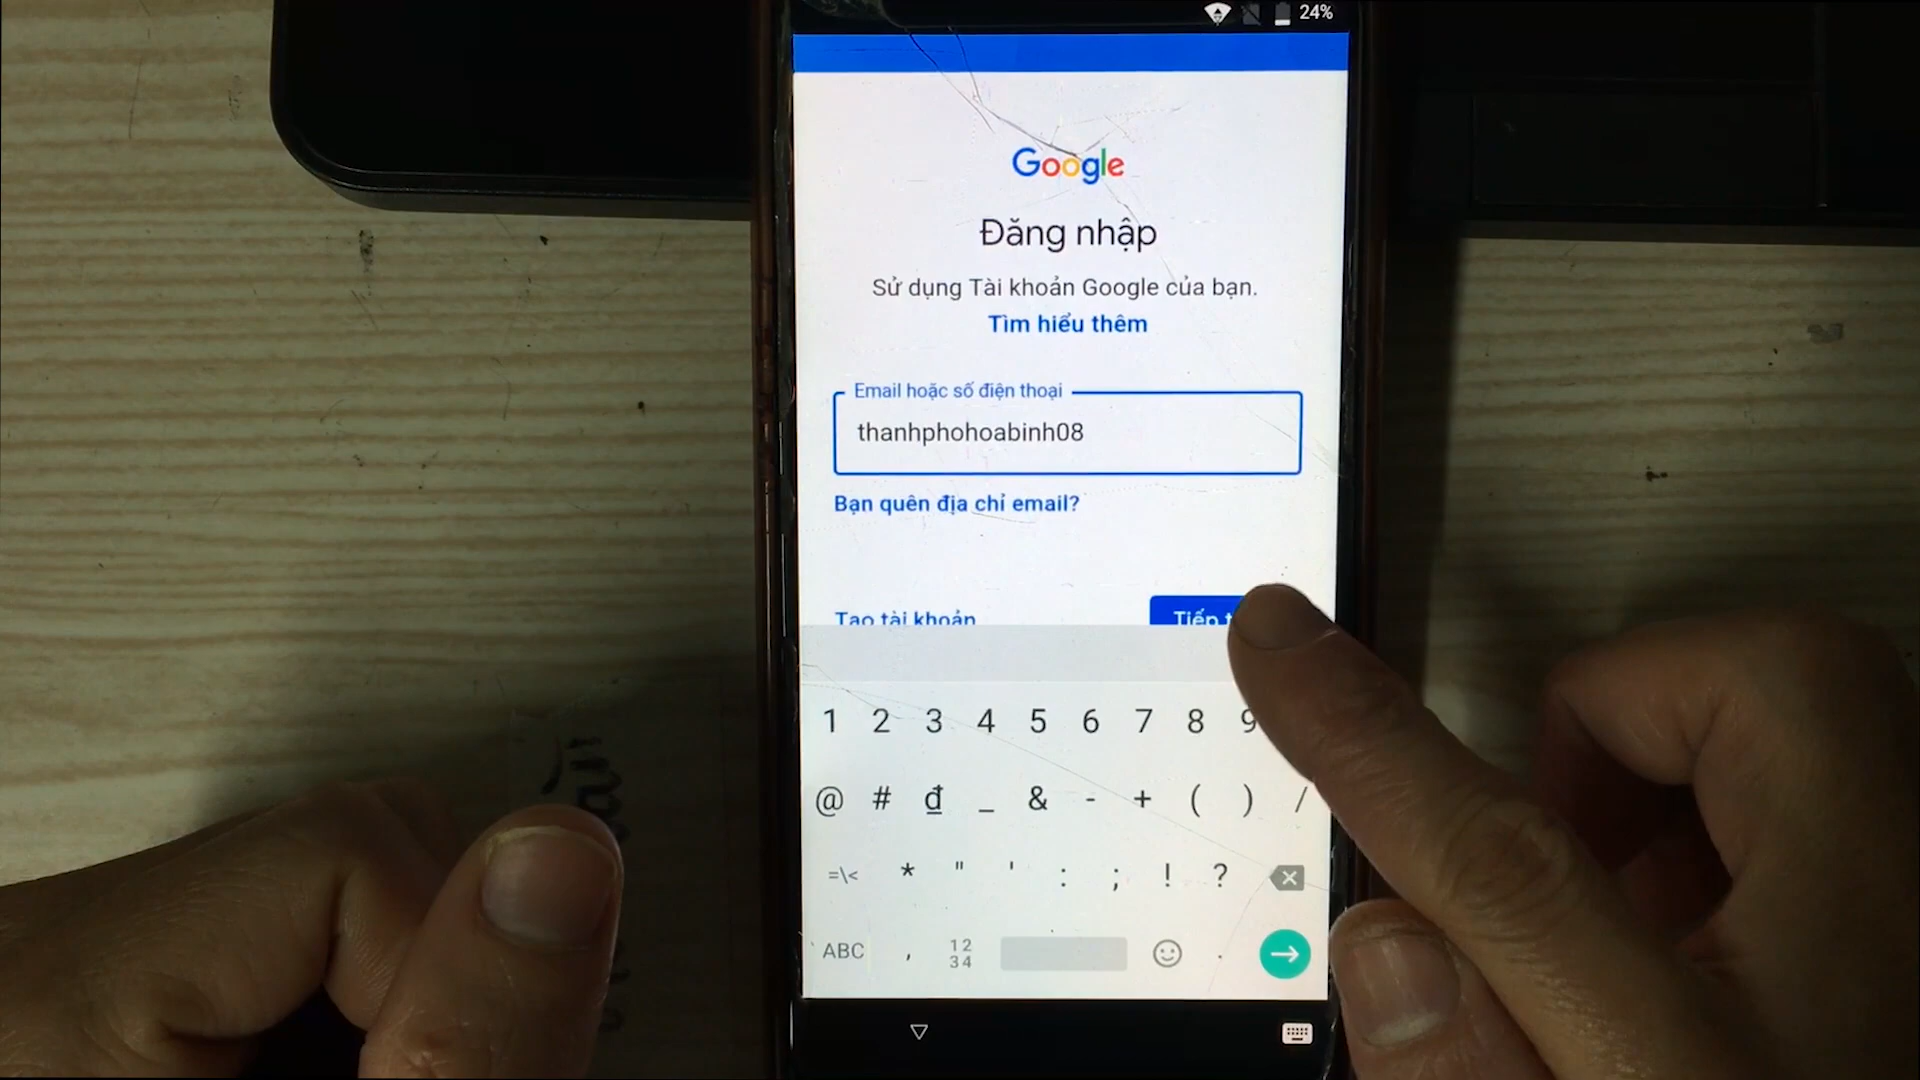 24%
Google
Đăng nhập
Sử dụng Tài khoản Google của bạn.
Tìm hiểu thêm
Email hoặc số điện thoại
thanhphohoabinh08
Bạn quên địa chỉ email?
Tạo tài khoản
Tiếp t
1 2 3 4 5 6 7 8 9
@ # ₫ _ & - + ( ) /
=\< * " ' : ; ! ?
ABC , 12 34 .